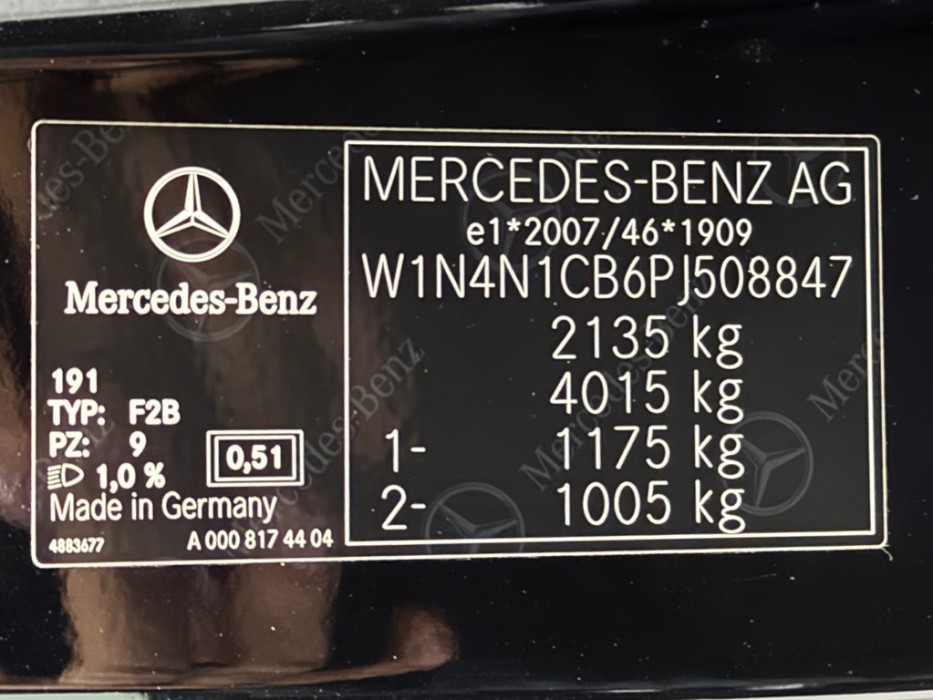 Mercedes-Benz
191
TYP: F2B
PZ: 9
1,0 %
0,51
Made in Germany
4883677 A 000 817 44 04
MERCEDES-BENZ AG
e1*2007/46*1909
W1N4N1CB6PJ508847
2135 kg
4015 kg
1- 1175 kg
2- 1005 kg